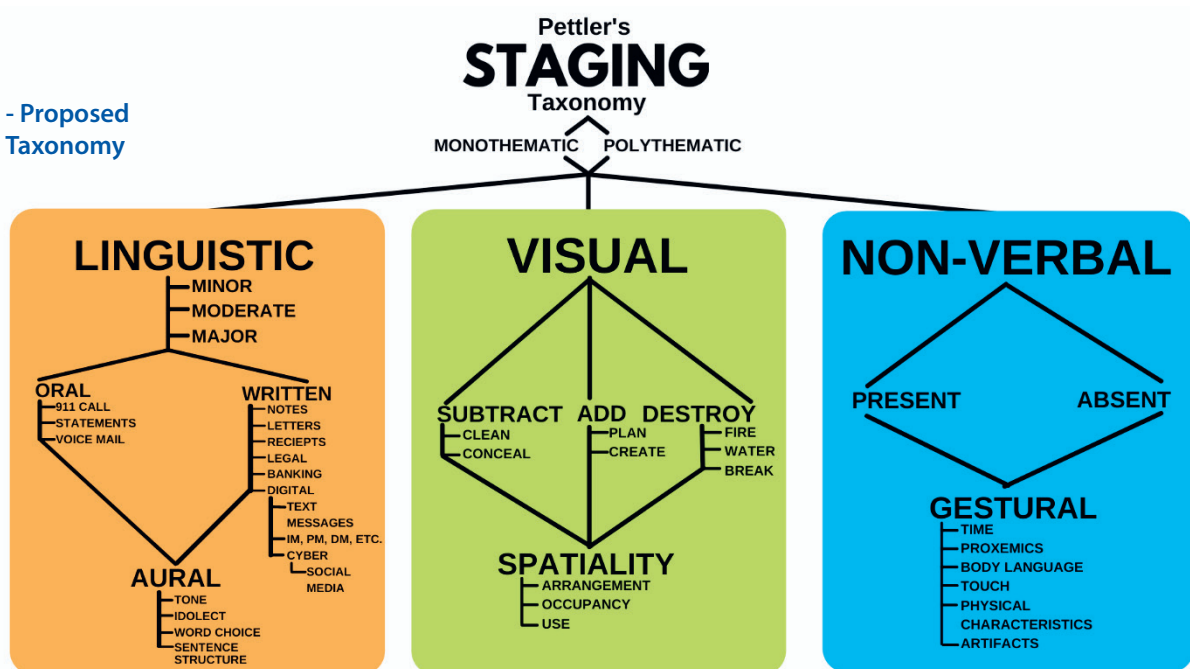 Pettler's
STAGING
Taxonomy
- Proposed
Taxonomy
MONOTHEMATIC POLYTHEMATIC
LINGUISTIC
MINOR
MODERATE
MAJOR
ORAL
911 CALL
STATEMENTS
VOICE MAIL
WRITTEN
NOTES
LETTERS
RECIEPTS
LEGAL
BANKING
DIGITAL
TEXT
MESSAGES
IM, PM, DM, ETC.
CYBER
SOCIAL
MEDIA
AURAL
TONE
IDOLECT
WORD CHOICE
SENTENCE
STRUCTURE
VISUAL
SUBTRACT
CLEAN
CONCEAL
ADD
PLAN
CREATE
DESTROY
FIRE
WATER
BREAK
SPATIALITY
ARRANGEMENT
OCCUPANCY
USE
NON-VERBAL
PRESENT
ABSENT
GESTURAL
TIME
PROXEMICS
BODY LANGUAGE
TOUCH
PHYSICAL
CHARACTERISTICS
ARTIFACTS